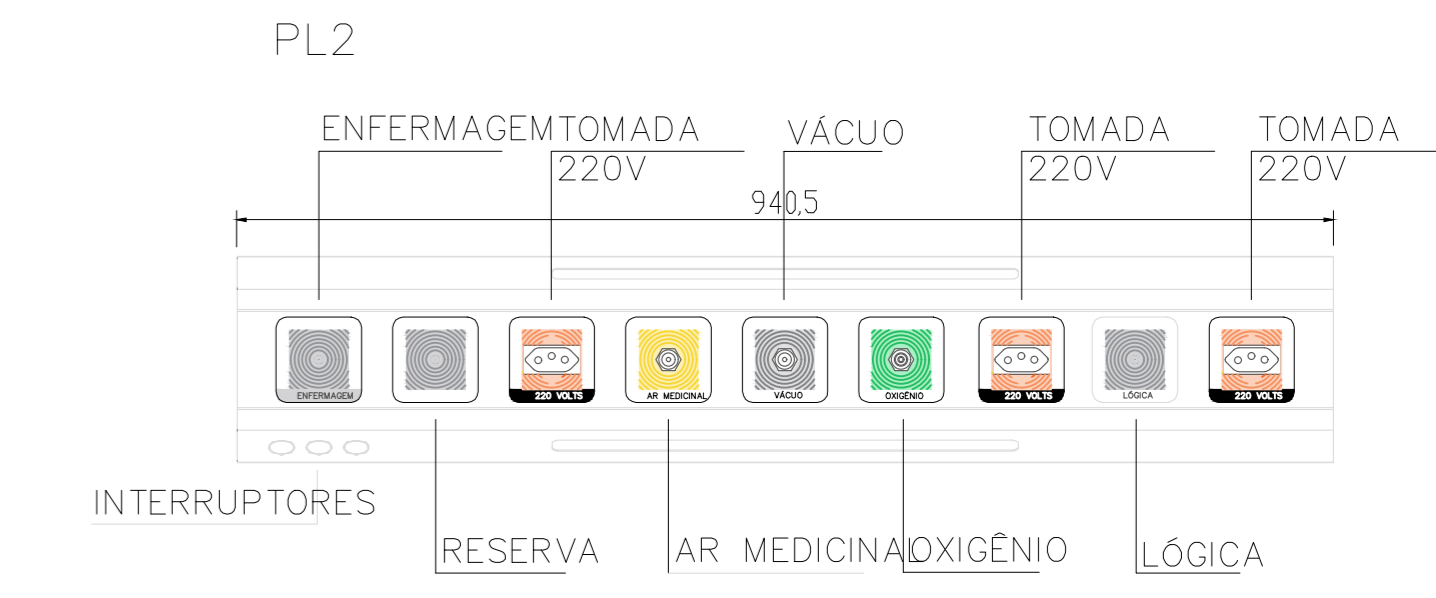 PL2
ENFERMAGEM
TOMADA
220V
VÁCUO
TOMADA
220V
TOMADA
220V
940,5
ENFERMAGEM
220 VOLTS
AR MEDICINAL
VÁCUO
OXIGÊNIO
220 VOLTS
LÓGICA
220 VOLTS
INTERRUPTORES
RESERVA
AR MEDICINAL
OXIGÊNIO
LÓGICA